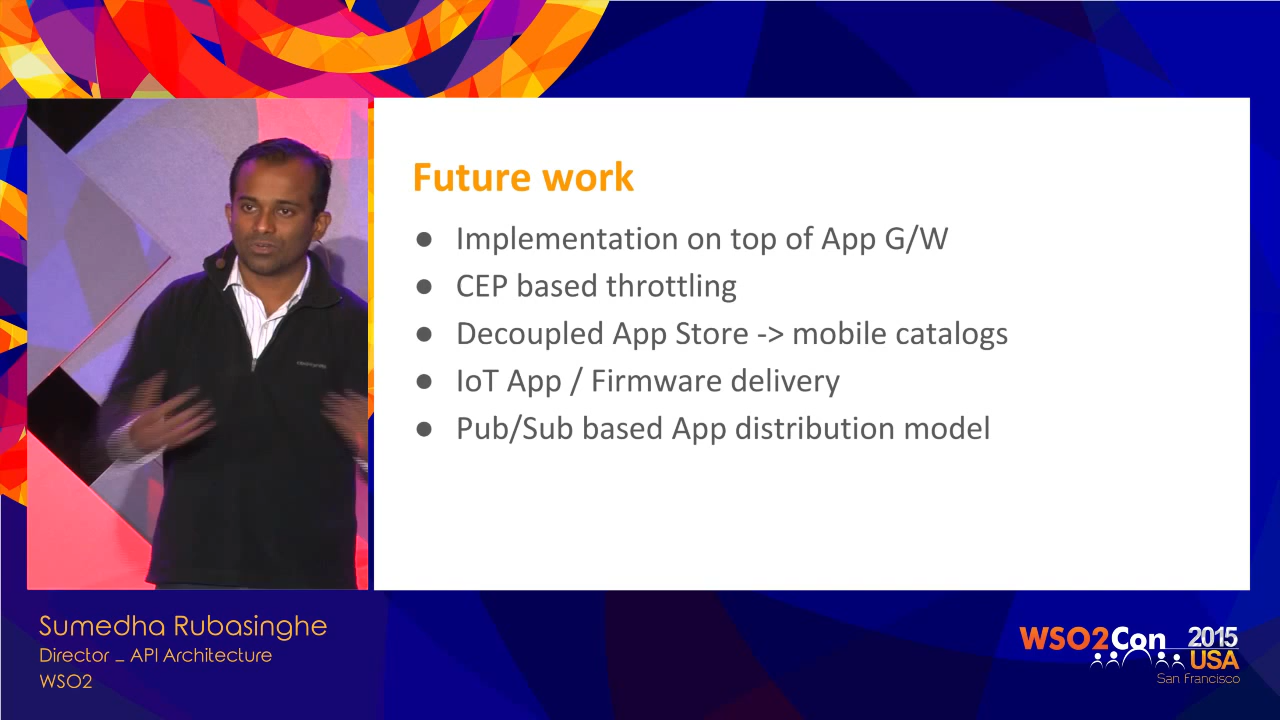 Future work
● Implementation on top of App G/W
● CEP based throttling
● Decoupled App Store -> mobile catalogs
● IoT App / Firmware delivery
● Pub/Sub based App distribution model
Sumedha Rubasinghe
Director _ API Architecture
WSO2
WSO2Con 2015
USA
San Francisco